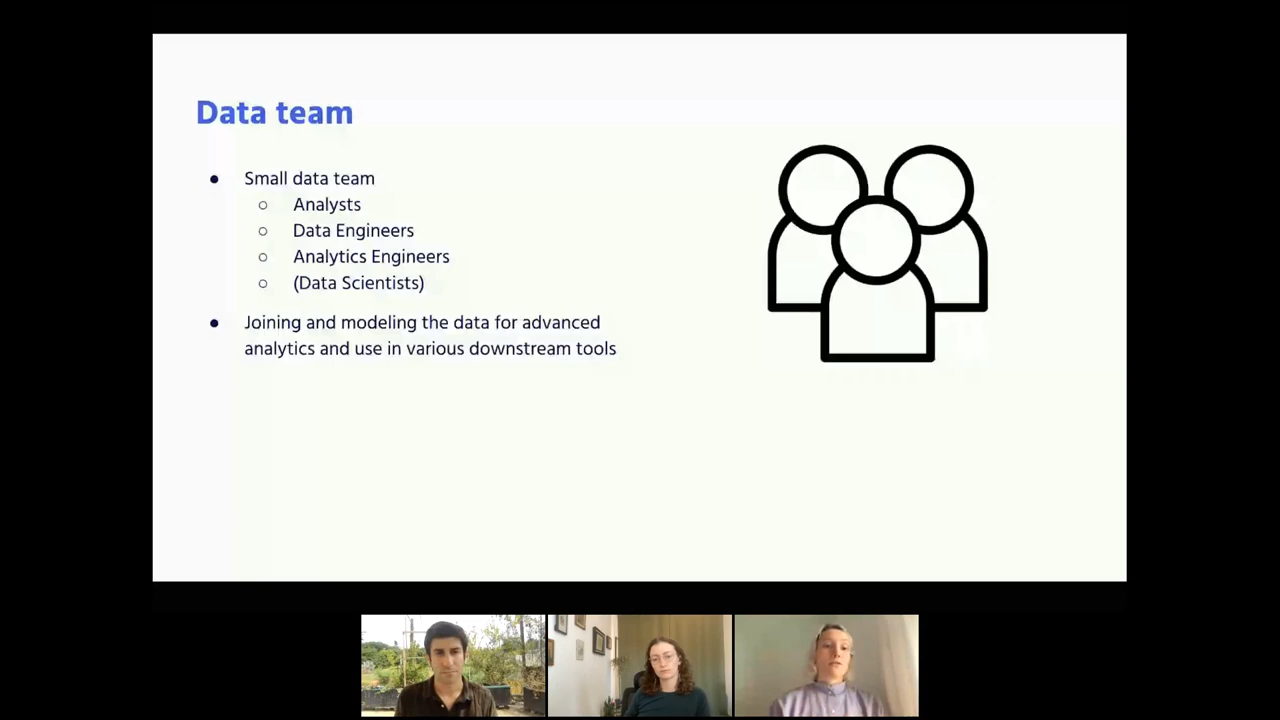 Data team
● Small data team
○ Analysts
○ Data Engineers
○ Analytics Engineers
○ (Data Scientists)
● Joining and modeling the data for advanced
analytics and use in various downstream tools